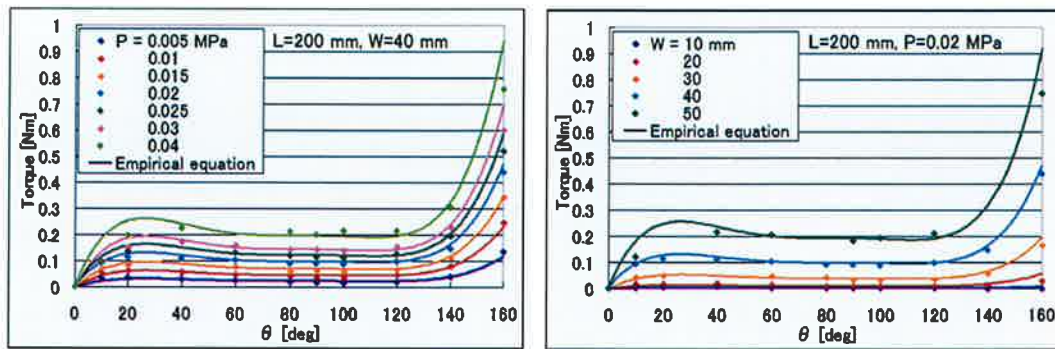 1
0.9
0.8
0.7
0.6
0.5
0.4
0.3
0.2
0.1
0
Torque [Nm]
P = 0.005 MPa
0.01
0.015
0.02
0.025
0.03
0.04
Empirical equation
L=200 mm, W=40 mm
0 20 40 60 80 100 120 140 160
θ [deg]
1
0.9
0.8
0.7
0.6
0.5
0.4
0.3
0.2
0.1
0
Torque [Nm]
W = 10 mm
20
30
40
50
Empirical equation
L=200 mm, P=0.02 MPa
0 20 40 60 80 100 120 140 160
θ [deg]